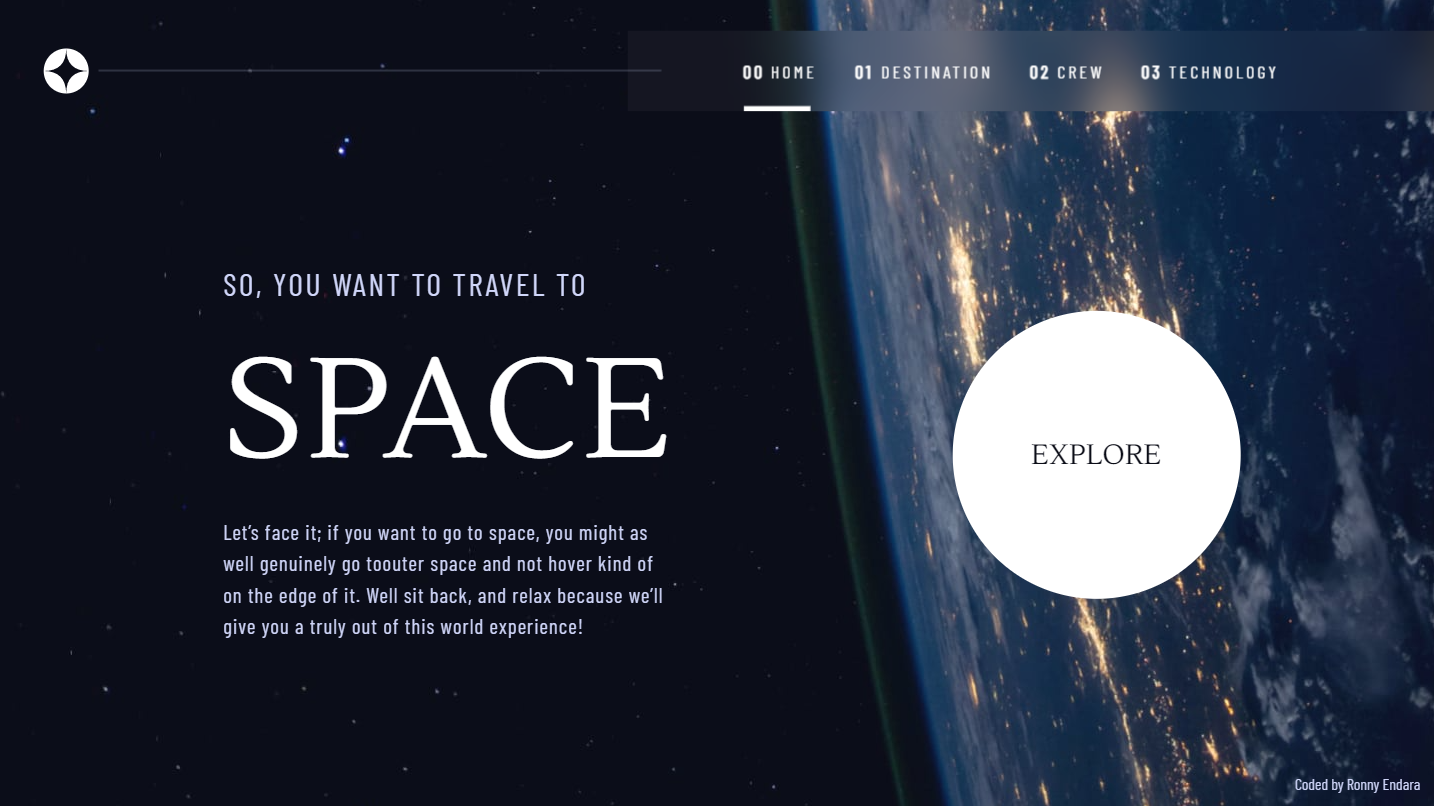 00 HOME 01 DESTINATION 02 CREW 03 TECHNOLOGY
SO, YOU WANT TO TRAVEL TO
SPACE
Let’s face it; if you want to go to space, you might as
well genuinely go toouter space and not hover kind of
on the edge of it. Well sit back, and relax because we’ll
give you a truly out of this world experience!
EXPLORE
Coded by Ronny Endara